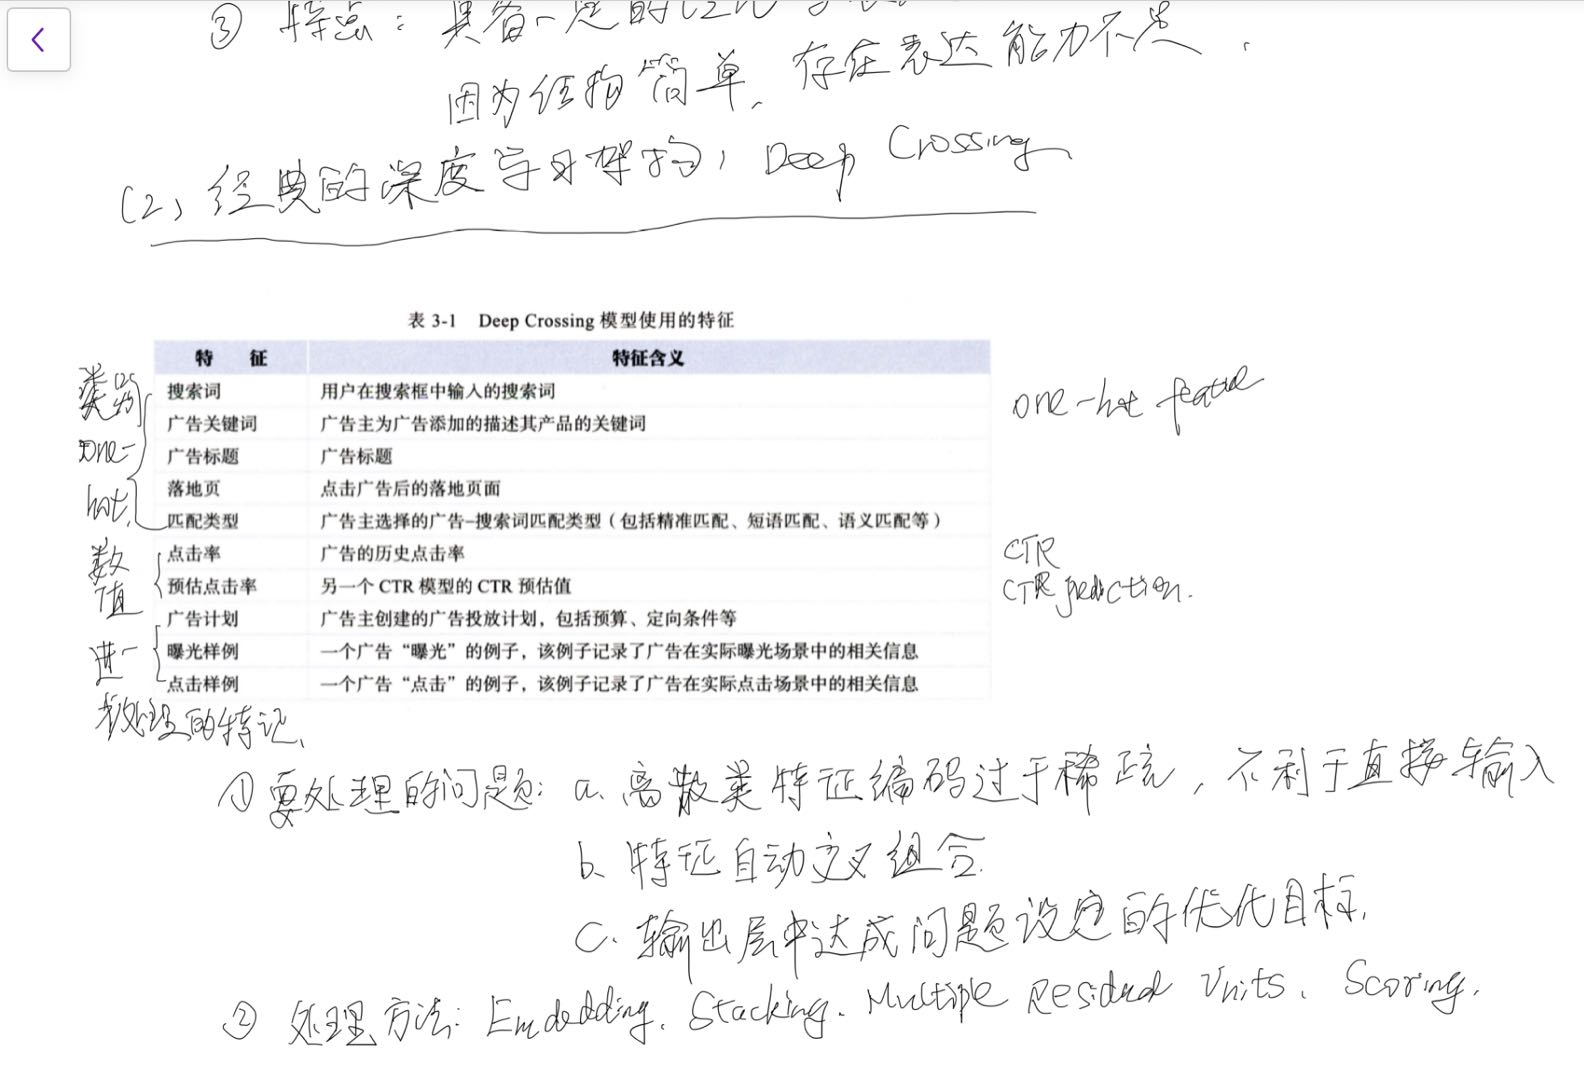 ③ 特点：具备一定的
因为结构简单，存在表达能力不足．
(2)，经典的深度学习架构：Deep Crossing
表 3-1 Deep Crossing 模型使用的特征
特 征 特征含义
搜索词 用户在搜索框中输入的搜索词
广告关键词 广告主为广告添加的描述其产品的关键词
广告标题 广告标题
落地页 点击广告后的落地页面
匹配类型 广告主选择的广告–搜索词匹配类型（包括精准匹配、短语匹配、语义匹配等）
点击率 广告的历史点击率
预估点击率 另一个 CTR 模型的 CTR 预估值
广告计划 广告主创建的广告投放计划，包括预算、定向条件等
曝光样例 一个广告“曝光”的例子，该例子记录了广告在实际曝光场景中的相关信息
点击样例 一个广告“点击”的例子，该例子记录了广告在实际点击场景中的相关信息
类别
one-
hot.
数
值
进一
步处理的特征、
one-hot feature
CTR
CTR prediction.
① 要处理的问题：a. 离散类特征编码过于稀疏，不利于直接输入
b. 特征自动交叉组合.
c. 输出层中达成问题设定的优化目标.
② 处理方法：Embedding、Stacking、Multiple Residual Units、Scoring.